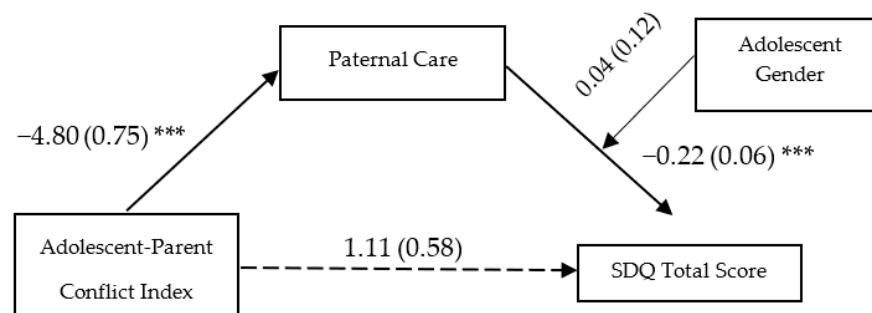 Paternal Care
0.04 (0.12)
Adolescent
Gender
−4.80 (0.75) ***
−0.22 (0.06) ***
Adolescent-Parent
Conflict Index
1.11 (0.58)
SDQ Total Score